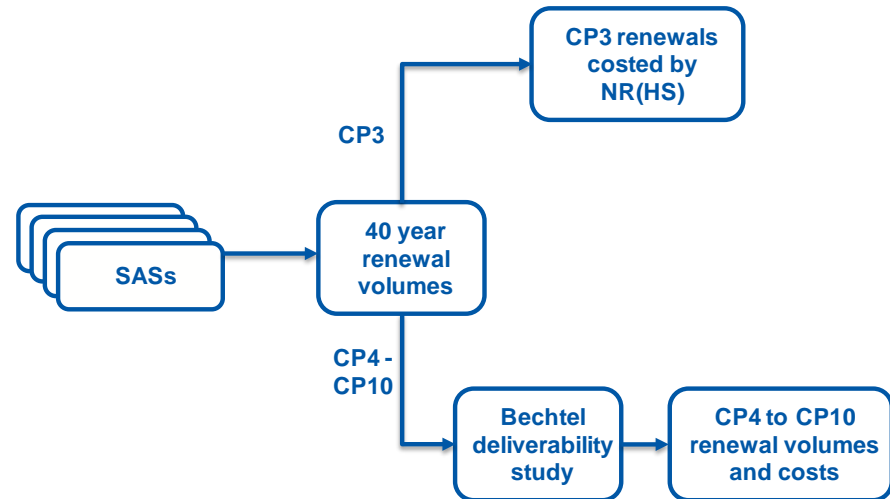 CP3 renewals
costed by
NR(HS)
CP3
40 year
renewal
volumes
SASs
CP4 -
CP10
Bechtel
deliverability
study
CP4 to CP10
renewal volumes
and costs